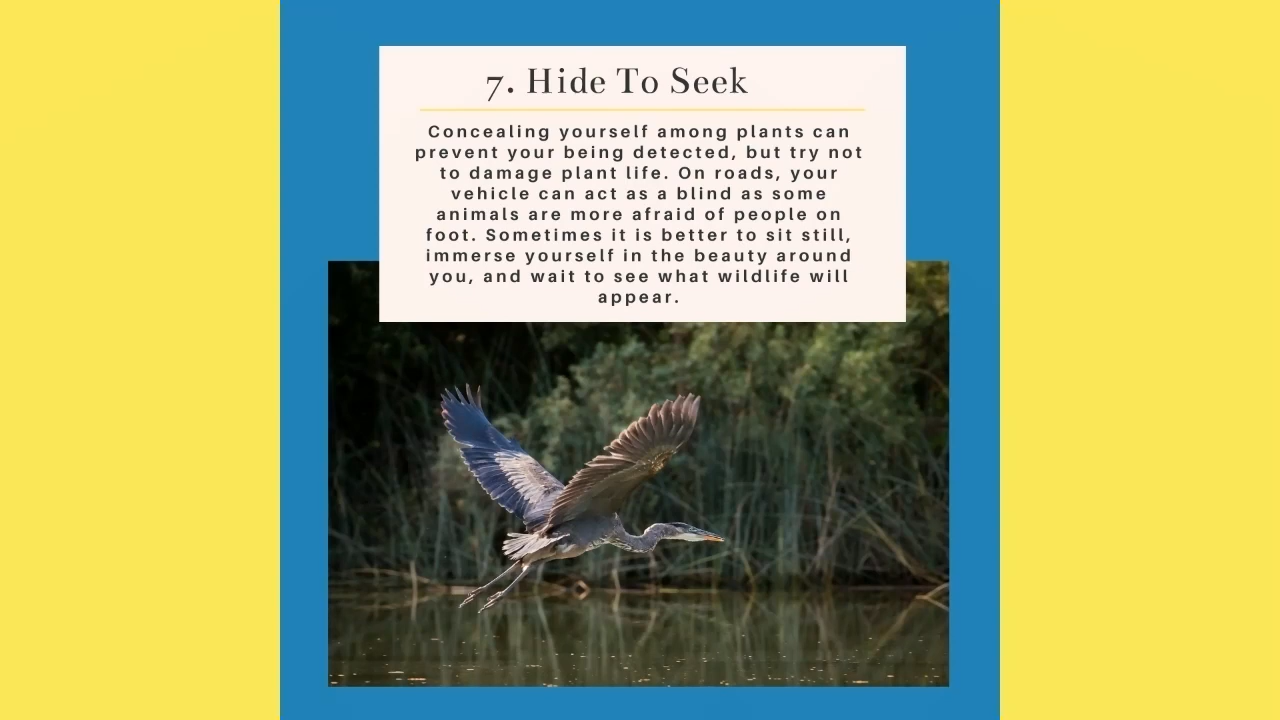 7. Hide To Seek
Concealing yourself among plants can
prevent your being detected, but try not
to damage plant life. On roads, your
vehicle can act as a blind as some
animals are more afraid of people on
foot. Sometimes it is better to sit still,
immerse yourself in the beauty around
you, and wait to see what wildlife will
appear.